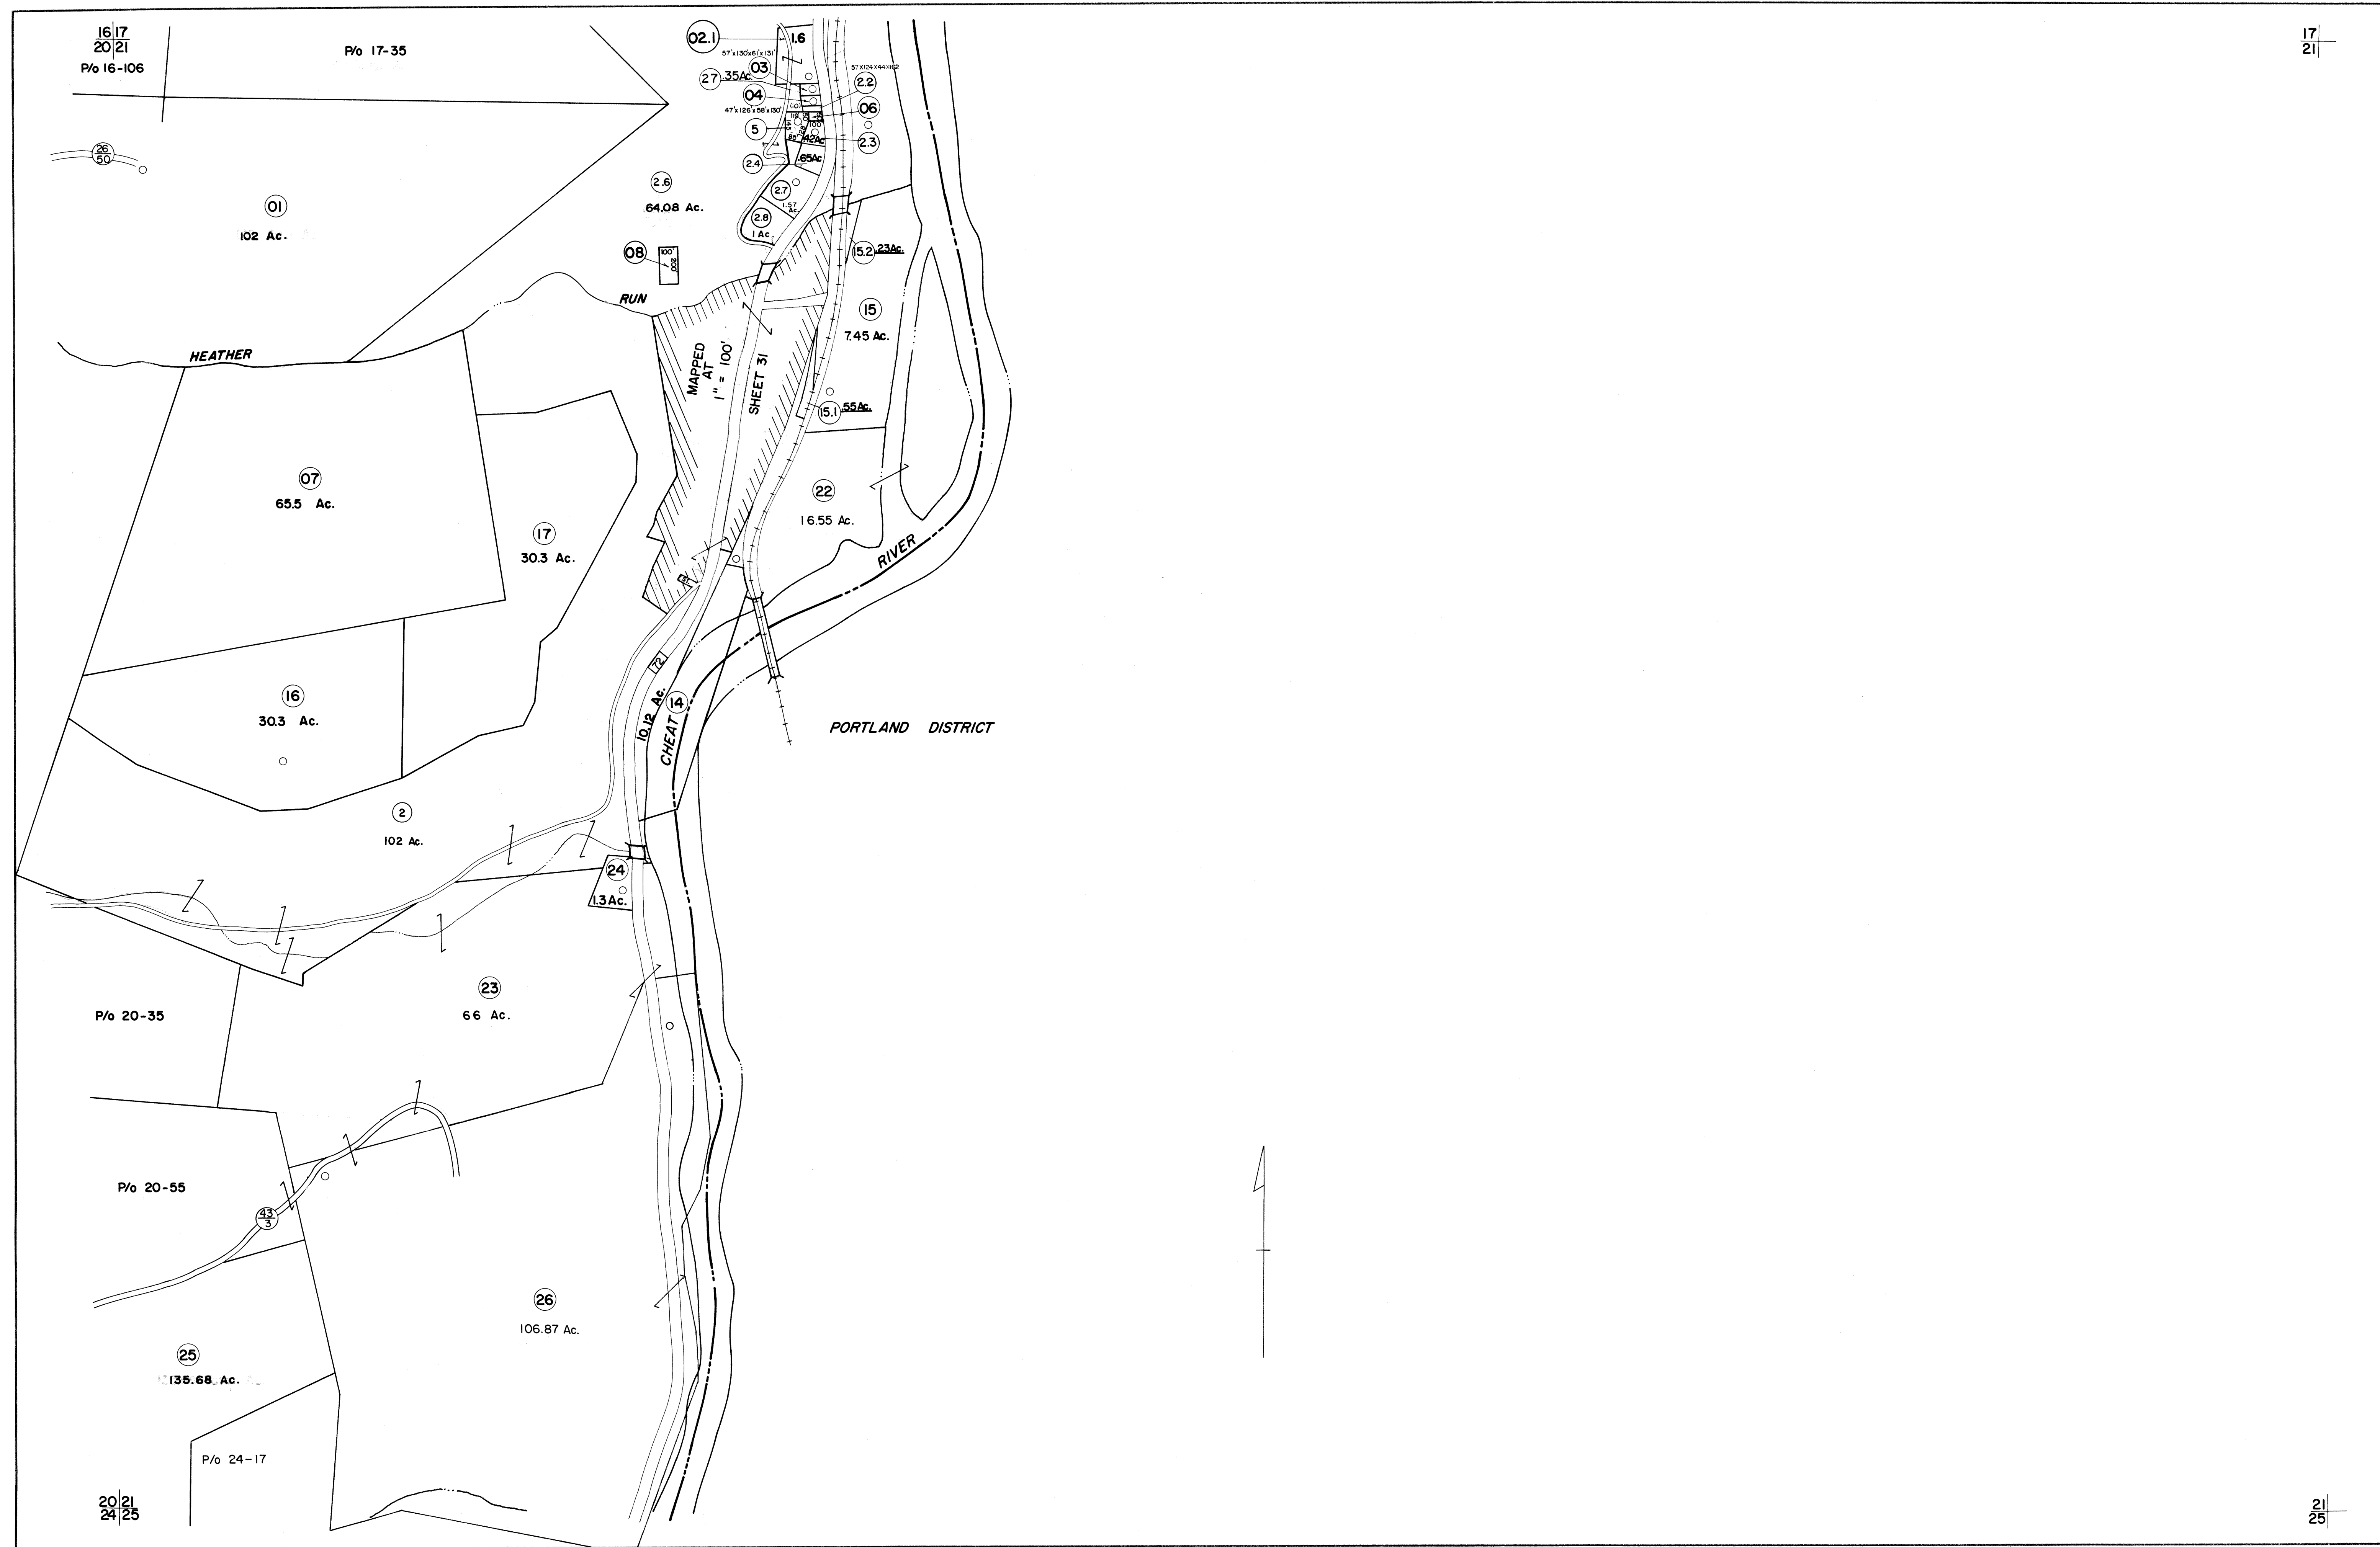 16 17
20 21
P/o 16-106
P/o 17-35
17
21
02.1
1.6
57'x130'x61'x131'
03
27
.35Ac.
57X124X44X102
2.2
04
06
47'x126'x58'x130'
5
100
2.3
.42Ac
.65Ac
2.4
26
50
2.6
64.08 Ac.
2.7
1.57
Ac.
2.8
1 Ac.
01
102 Ac.
08
100'
200'
15.2
.23Ac.
RUN
HEATHER
15
7.45 Ac.
MAPPED
AT
1" = 100'
SHEET 31
15.1
.55Ac.
07
65.5 Ac.
22
16.55 Ac.
17
30.3 Ac.
RIVER
72
16
30.3 Ac.
14
10.12 Ac.
CHEAT
PORTLAND DISTRICT
2
102 Ac.
24
1.3Ac.
23
66 Ac.
P/o 20-35
P/o 20-55
43
3
26
106.87 Ac.
25
135.68 Ac.
P/o 24-17
20 21
24 25
21
25